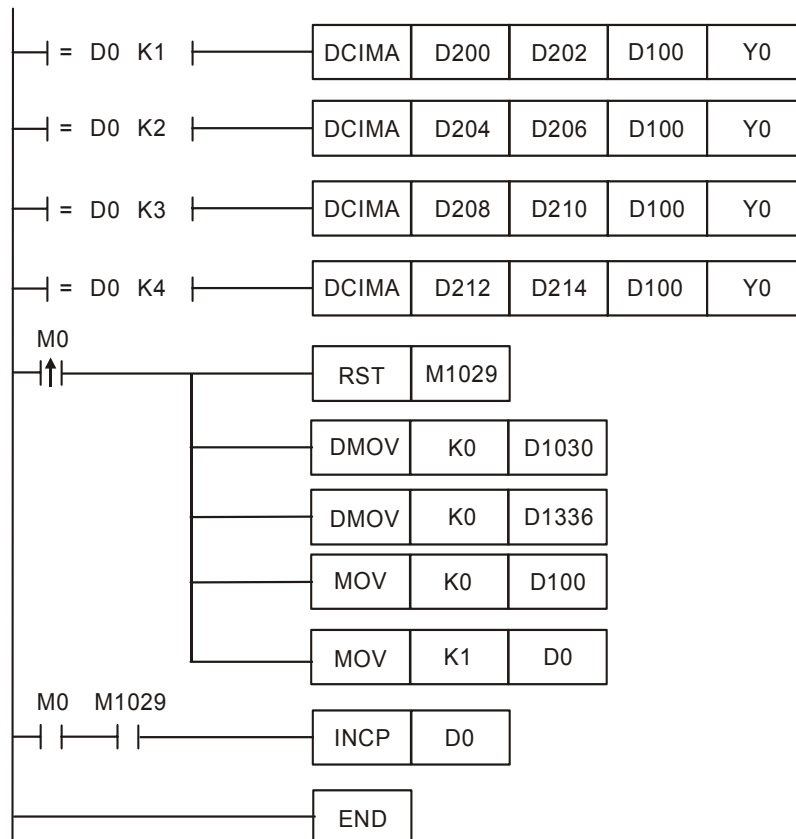 = D0 K1 DCIMA D200 D202 D100 Y0
= D0 K2 DCIMA D204 D206 D100 Y0
= D0 K3 DCIMA D208 D210 D100 Y0
= D0 K4 DCIMA D212 D214 D100 Y0
M0
RST M1029
DMOV K0 D1030
DMOV K0 D1336
MOV K0 D100
MOV K1 D0
M0 M1029
INCP D0
END